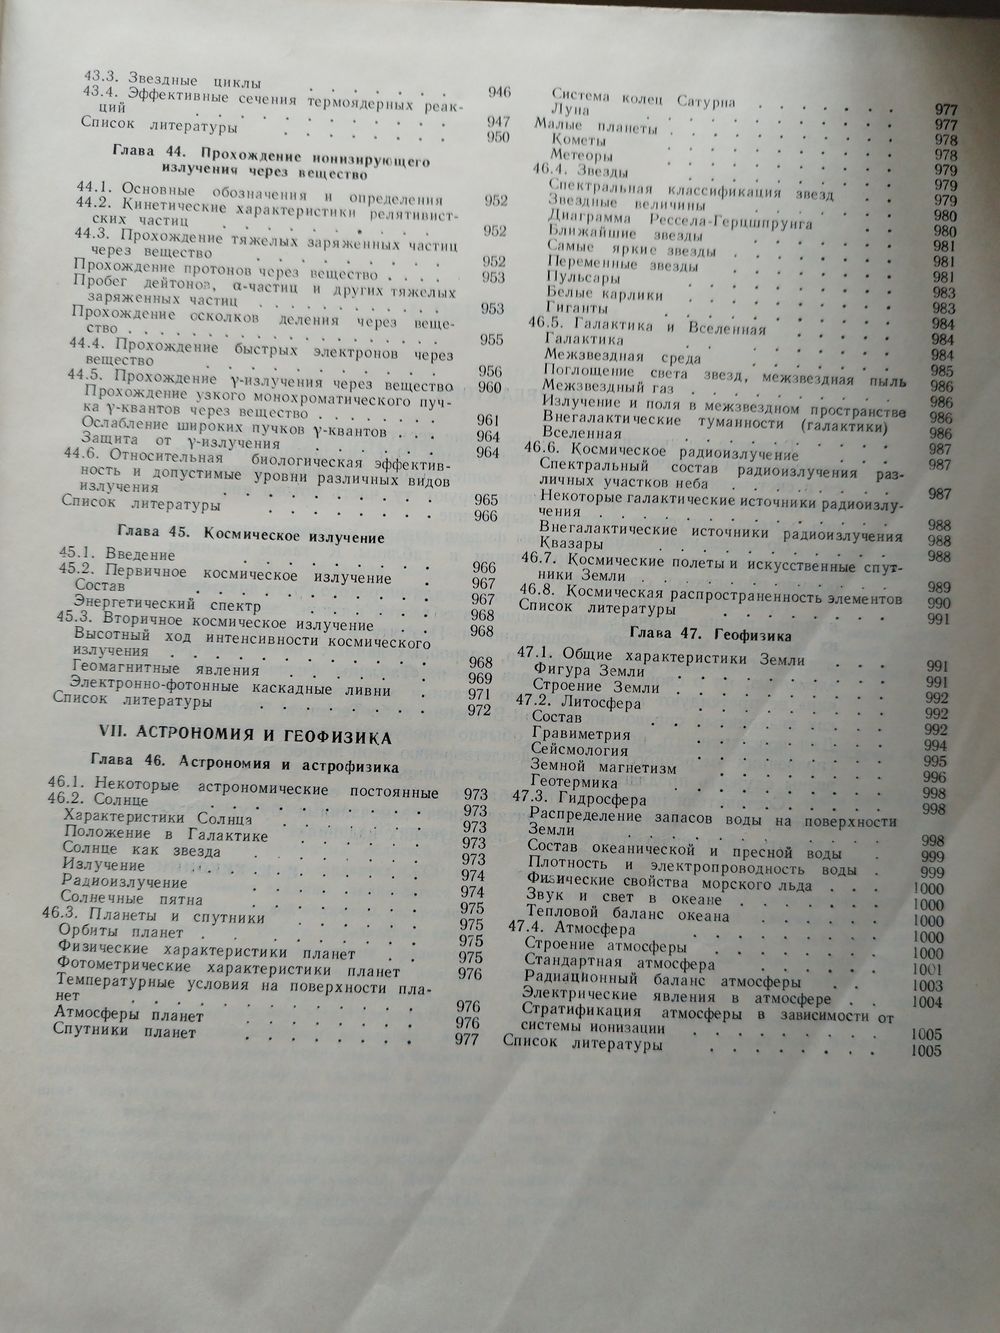 43.3. Звездные циклы . . . . . . 946
43.4. Эффективные сечения термоядерных реак-
ций . . . . . . . . . . 947
Список литературы . . . . . . 950
Глава 44. Прохождение ионизирующего
излучения через вещество
44.1. Основные обозначения и определения 952
44.2. Кинетические характеристики релятивист-
ских частиц . . . . . . . . 952
44.3. Прохождение тяжелых заряженных частиц
через вещество . . . . . . . 952
Прохождение протонов через вещество . . . . 953
Пробег дейтонов, α-частиц и других тяжелых
заряженных частиц . . . . . . . 953
Прохождение осколков деления через веще-
ство . . . . . . . . . . . . 955
44.4. Прохождение быстрых электронов через
вещество . . . . . . . . . . 956
44.5. Прохождение γ-излучения через вещество 960
Прохождение узкого монохроматического пуч-
ка γ-квантов через вещество . . . . . . 961
Ослабление широких пучков γ-квантов . . . 964
Защита от γ-излучения . . . . . . 964
44.6. Относительная биологическая эффектив-
ность и допустимые уровни различных видов
излучения . . . . . . . . . 965
Список литературы . . . . . . . 966
Глава 45. Космическое излучение
45.1. Введение . . . . . . . . 966
45.2. Первичное космическое излучение . 967
Состав . . . . . . . . . . 967
Энергетический спектр . . . . . . 968
45.3. Вторичное космическое излучение . . 968
Высотный ход интенсивности космического
излучения . . . . . . . . . . 968
Геомагнитные явления . . . . . . 969
Электронно-фотонные каскадные ливни . 971
Список литературы . . . . . . . 972
VII. АСТРОНОМИЯ И ГЕОФИЗИКА
Глава 46. Астрономия и астрофизика
46.1. Некоторые астрономические постоянные 973
46.2. Солнце . . . . . . . . . 973
Характеристики Солнца . . . . . . 973
Положение в Галактике . . . . . 973
Солнце как звезда . . . . . . . 973
Излучение . . . . . . . . . 974
Радиоизлучение . . . . . . . 974
Солнечные пятна . . . . . . . 975
46.3. Планеты и спутники . . . . . 975
Орбиты планет . . . . . . . . 975
Физические характеристики планет . . 975
Фотометрические характеристики планет 976
Температурные условия на поверхности пла-
нет . . . . . . . . . . . 976
Атмосферы планет . . . . . . . 976
Спутники планет . . . . . . . 977
Система колец Сатурна . . . . . . 977
Луна . . . . . . . . . . . 977
Малые планеты . . . . . . . . 978
Кометы . . . . . . . . . . 978
Метеоры . . . . . . . . . . 979
46.4. Звезды . . . . . . . . . 979
Спектральная классификация звезд . . 979
Звездные величины . . . . . . . 980
Диаграмма Рессела-Герцшпрунга . . . 980
Ближайшие звезды . . . . . . . 981
Самые яркие звезды . . . . . . . 981
Переменные звезды . . . . . . . 981
Пульсары . . . . . . . . . 983
Белые карлики . . . . . . . . 983
Гиганты . . . . . . . . . . 984
46.5. Галактика и Вселенная . . . . 984
Галактика . . . . . . . . . 984
Межзвездная среда . . . . . . . 985
Поглощение света звезд, межзвездная пыль 986
Межзвездный газ . . . . . . . . 986
Излучение и поля в межзвездном пространстве 986
Внегалактические туманности (галактики) 986
Вселенная . . . . . . . . . 987
46.6. Космическое радиоизлучение . . . 987
Спектральный состав радиоизлучения раз-
личных участков неба . . . . . . . 987
Некоторые галактические источники радиоизлу-
чения . . . . . . . . . . . 988
Внегалактические источники радиоизлучения 988
Квазары . . . . . . . . . . 988
46.7. Космические полеты и искусственные спут-
ники Земли . . . . . . . . . 989
46.8. Космическая распространенность элементов 990
Список литературы . . . . . . . 991
Глава 47. Геофизика
47.1. Общие характеристики Земли . . . 991
Фигура Земли . . . . . . . . 991
Строение Земли . . . . . . . . 992
47.2. Литосфера . . . . . . . . 992
Состав . . . . . . . . . . 992
Гравиметрия . . . . . . . . 994
Сейсмология . . . . . . . . 995
Земной магнетизм . . . . . . . 996
Геотермика . . . . . . . . . 998
47.3. Гидросфера . . . . . . . . 998
Распределение запасов воды на поверхности
Земли . . . . . . . . . . 998
Состав океанической и пресной воды . 999
Плотность и электропроводность воды . 999
Физические свойства морского льда . . . 1000
Звук и свет в океане . . . . . . . 1000
Тепловой баланс океана . . . . . . 1000
47.4. Атмосфера . . . . . . . . 1000
Строение атмосферы . . . . . . . 1000
Стандартная атмосфера . . . . . . 1001
Радиационный баланс атмосферы . . 1003
Электрические явления в атмосфере . . 1004
Стратификация атмосферы в зависимости от
системы ионизации . . . . . . . 1005
Список литературы . . . . . . . 1005